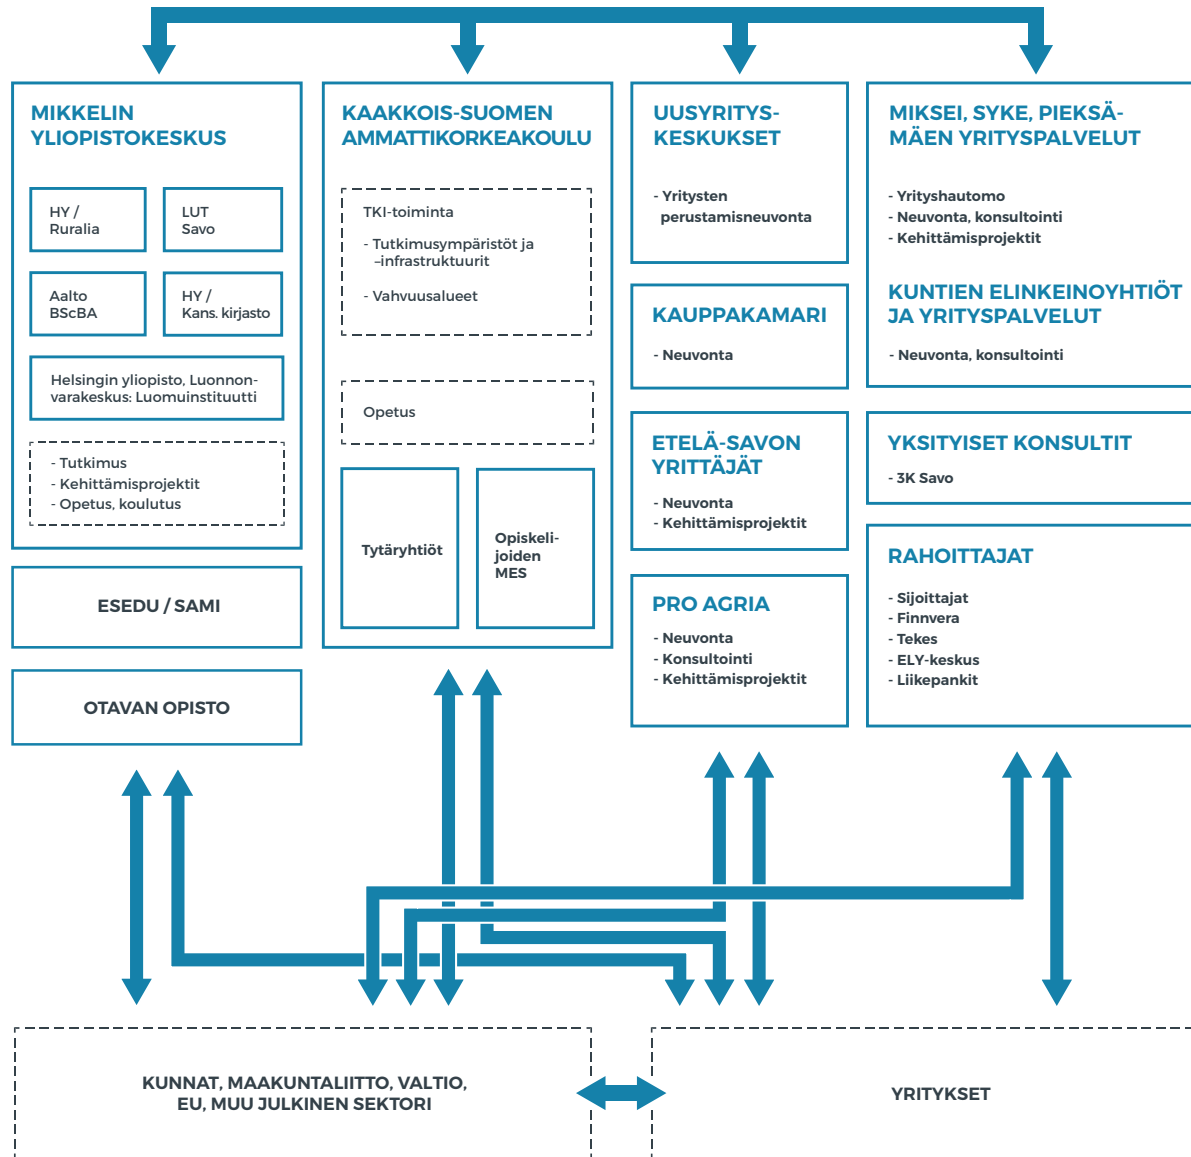 MIKKELIN
YLIOPISTOKESKUS
HY /
Ruralia
LUT
Savo
Aalto
BScBA
HY /
Kans. kirjasto
Helsingin yliopisto, Luonnon-
varakeskus: Luomuinstituutti
- Tutkimus
- Kehittämisprojektit
- Opetus, koulutus
ESEDU / SAMI
OTAVAN OPISTO
KAAKKOIS-SUOMEN
AMMATTIKORKEAKOULU
TKI-toiminta
- Tutkimusympäristöt ja
–infrastruktuurit
- Vahvuusalueet
Opetus
Tytäryhtiöt
Opiskeli-
joiden
MES
UUSYRITYS-
KESKUKSET
- Yritysten
perustamisneuvonta
KAUPPAKAMARI
- Neuvonta
ETELÄ-SAVON
YRITTÄJÄT
- Neuvonta
- Kehittämisprojektit
PRO AGRIA
- Neuvonta
- Konsultointi
- Kehittämisprojektit
MIKSEI, SYKE, PIEKSÄ-
MÄEN YRITYSPALVELUT
- Yrityshautomo
- Neuvonta, konsultointi
- Kehittämisprojektit
KUNTIEN ELINKEINOYHTIÖT
JA YRITYSPALVELUT
- Neuvonta, konsultointi
YKSITYISET KONSULTIT
- 3K Savo
RAHOITTAJAT
- Sijoittajat
- Finnvera
- Tekes
- ELY-keskus
- Liikepankit
KUNNAT, MAAKUNTALIITTO, VALTIO,
EU, MUU JULKINEN SEKTORI
YRITYKSET